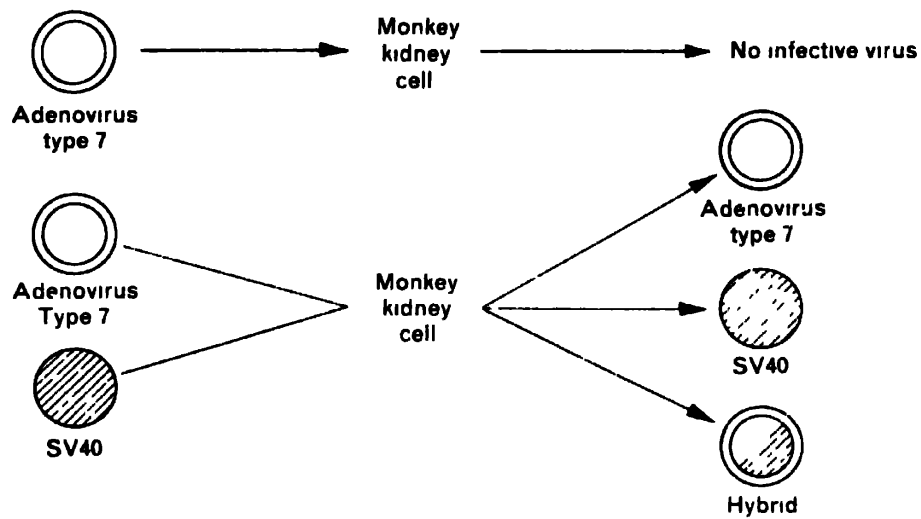 Monkey
kidney
cell
No infective virus
Adenovirus
type 7
Adenovirus
type 7
Adenovirus
Type 7
Monkey
kidney
cell
SV40
SV40
Hybrid